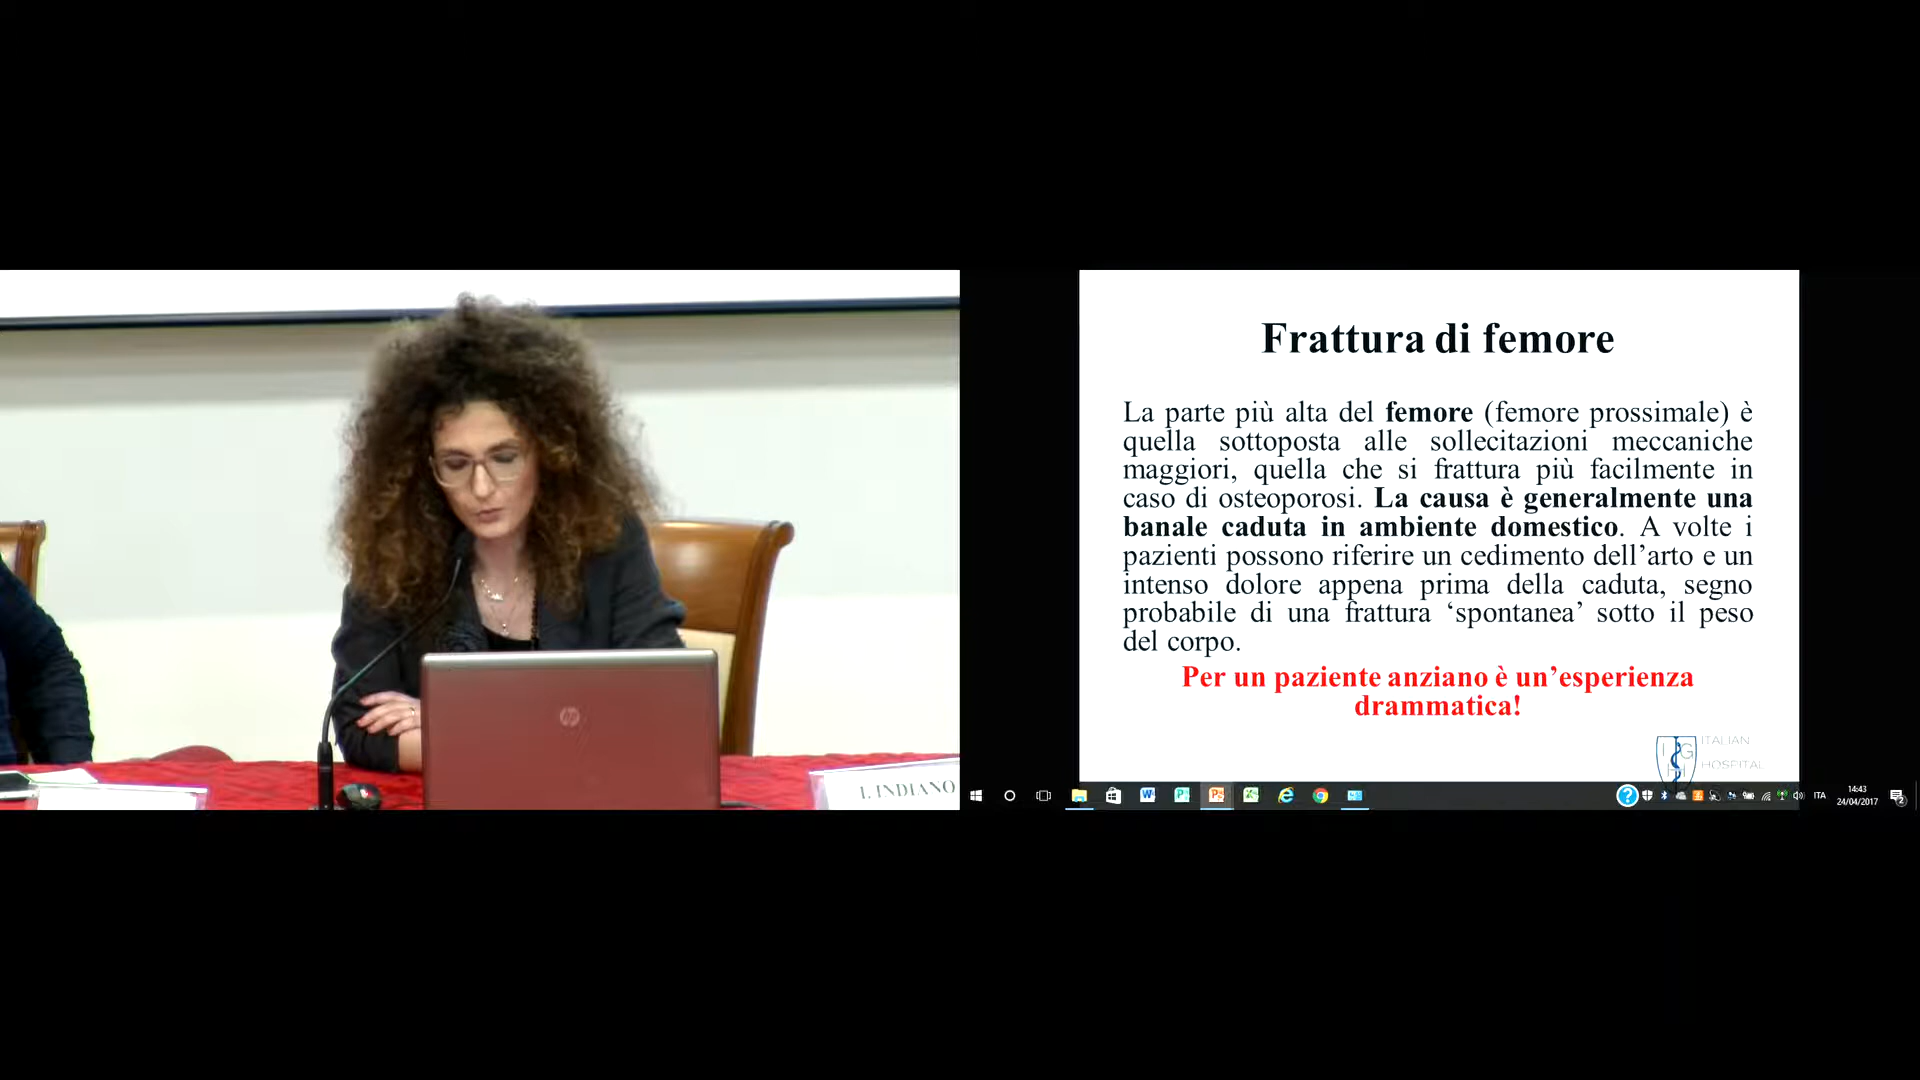 Frattura di femore
La parte più alta del femore (femore prossimale) è
quella sottoposta alle sollecitazioni meccaniche
maggiori, quella che si frattura più facilmente in
caso di osteoporosi. La causa è generalmente una
banale caduta in ambiente domestico. A volte i
pazienti possono riferire un cedimento dell’arto e un
intenso dolore appena prima della caduta, segno
probabile di una frattura ‘spontanea’ sotto il peso
del corpo.
Per un paziente anziano è un’esperienza
drammatica!
I G
H
ITALIAN
HOSPITAL
hp
I. INDIANO
ITA
14:43
24/04/2017
2